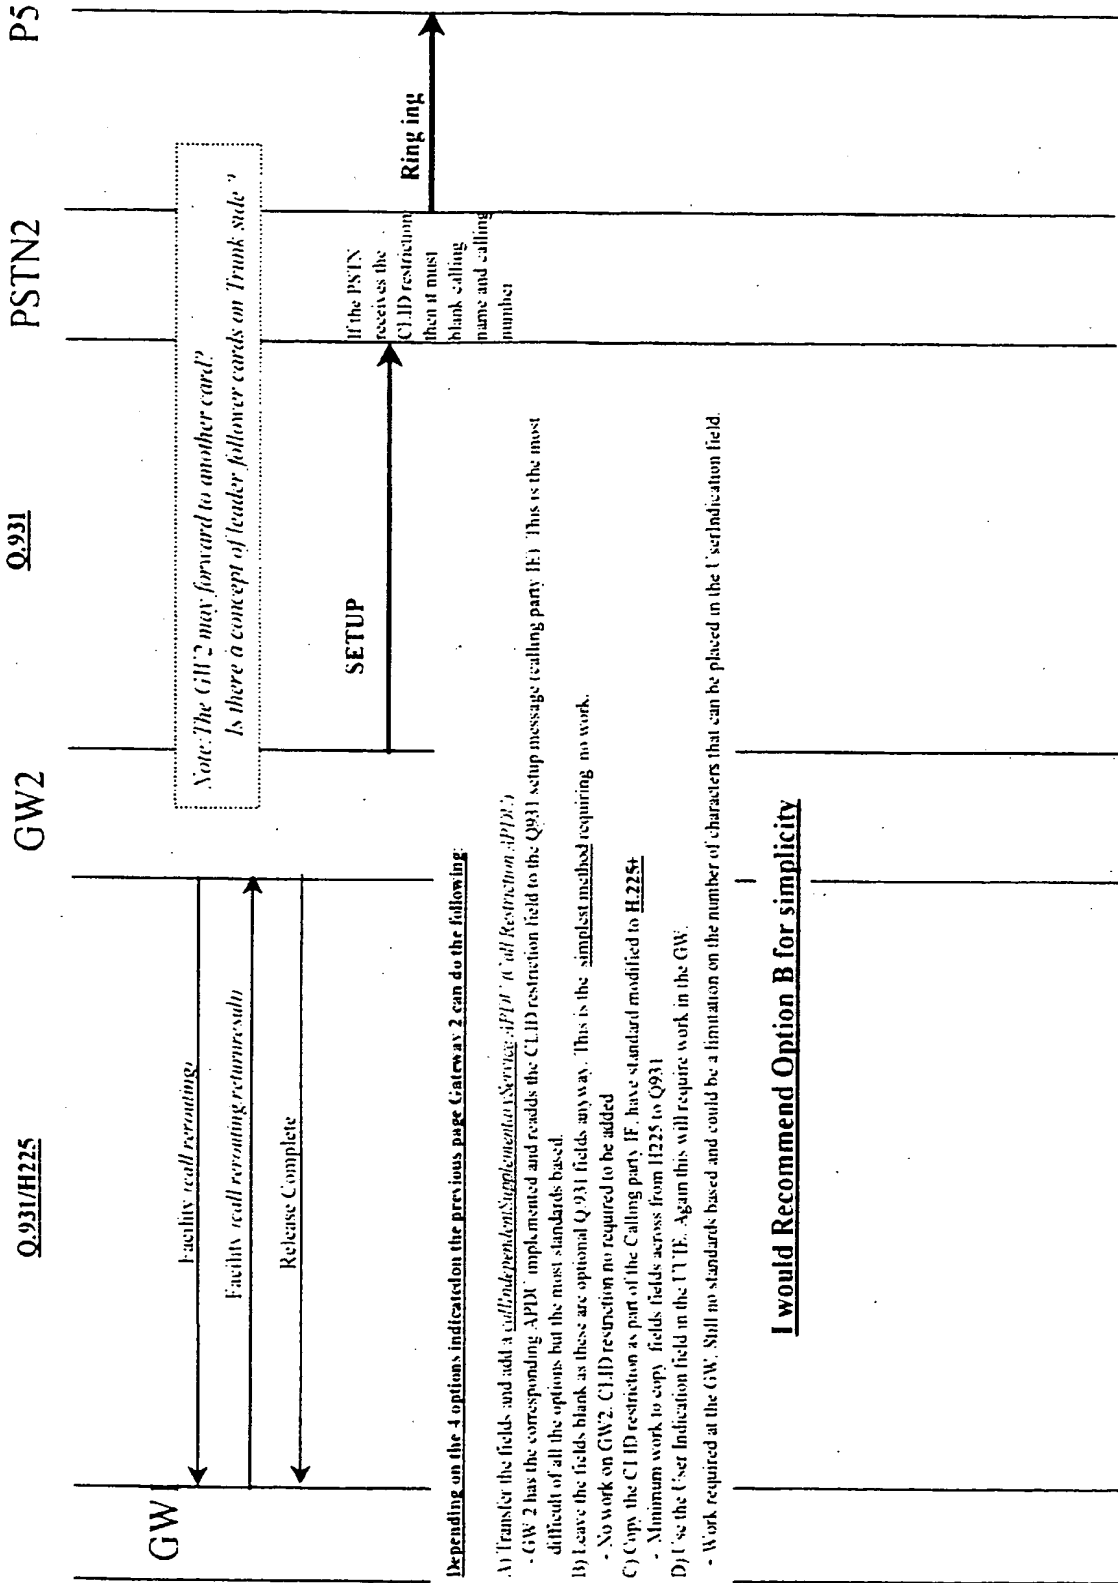 Q.931/H225
Q.931
GW
GW2
PSTN2
P5
Facility (call rerouting)
Facility (call rerouting returnresult)
Release Complete
Note: The GW2 may forward to another card?
Is there a concept of leader follower cards on Trunk side
SETUP
If the PSTN
receives the
CLID restriction
then it must
blank calling
name and calling
number
Ring ing
Depending on the 4 options indicatedon the previous page Gateway 2 can do the following:
A) Transfer the fields and add a callIndependentSupplementaryService APDU (Call Restriction APDU)
- GW 2 has the corresponding APDU implemented and readds the CLID restriction field to the Q931 setup message (calling party IE) This is the most
difficult of all the options but the most standards based.
B) Leave the fields blank as these are optional Q.931 fields anyway. This is the simplest method requiring no work.
- No work on GW2. CLID restriction no required to be added
C) Copy the CLID restriction as part of the Calling party IE, have standard modified to H.225+
- Minimum work to copy fields fields across from H225 to Q931
D) Use the User Indication field in the UUIE. Again this will require work in the GW.
- Work required at the GW. Still no standards based and could be a limitation on the number of characters that can be placed in the UserIndication field.
I would Recommend Option B for simplicity